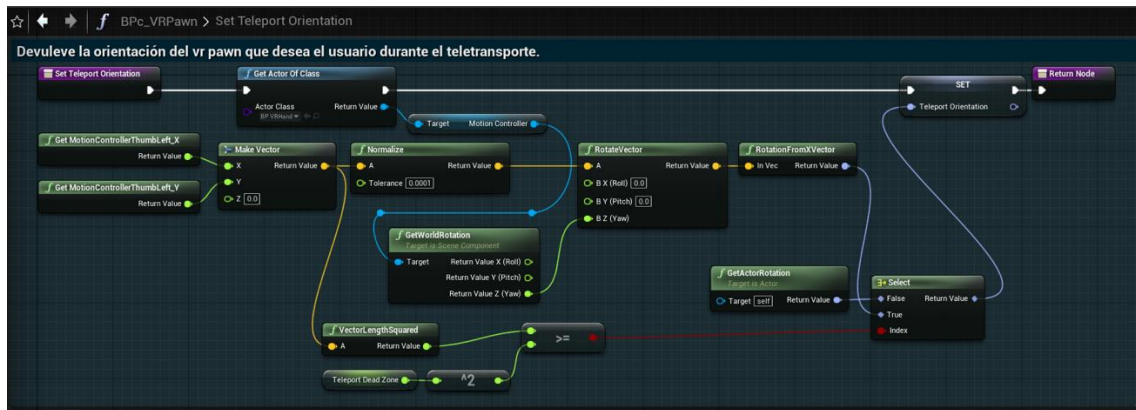 BPc_VRPawn > Set Teleport Orientation
Devuleve la orientación del vr pawn que desea el usuario durante el teletransporte.
Set Teleport Orientation
Get Actor Of Class
Actor Class
BP VRHand
Return Value
Target Motion Controller
SET
Teleport Orientation
Return Node
Get MotionControllerThumbLeft_X
Return Value
Get MotionControllerThumbLeft_Y
Return Value
Make Vector
X Return Value
Y
Z 0.0
Normalize
A Return Value
Tolerance 0.0001
RotateVector
A Return Value
B X (Roll) 0.0
B Y (Pitch) 0.0
B Z (Yaw)
RotationFromXVector
In Vec Return Value
GetWorldRotation
Target is Scene Component
Target Return Value X (Roll)
Return Value Y (Pitch)
Return Value Z (Yaw)
GetActorRotation
Target is Actor
Target self Return Value
Select
False Return Value
True
Index
VectorLengthSquared
A Return Value
>=
Teleport Dead Zone
^2